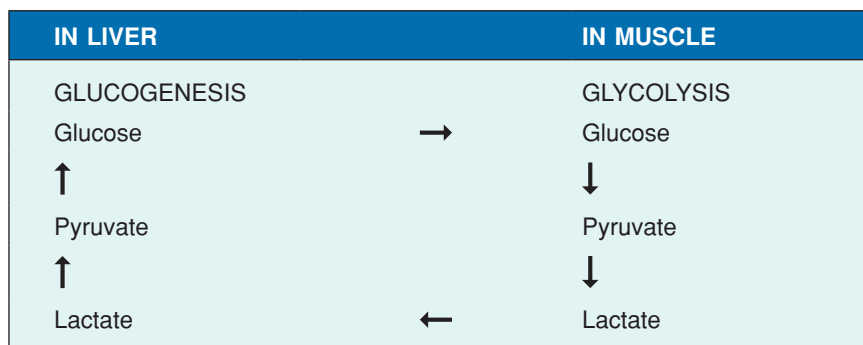 IN LIVER IN MUSCLE
GLUCOGENESIS GLYCOLYSIS
Glucose → Glucose
↑ ↓
Pyruvate Pyruvate
↑ ↓
Lactate ← Lactate